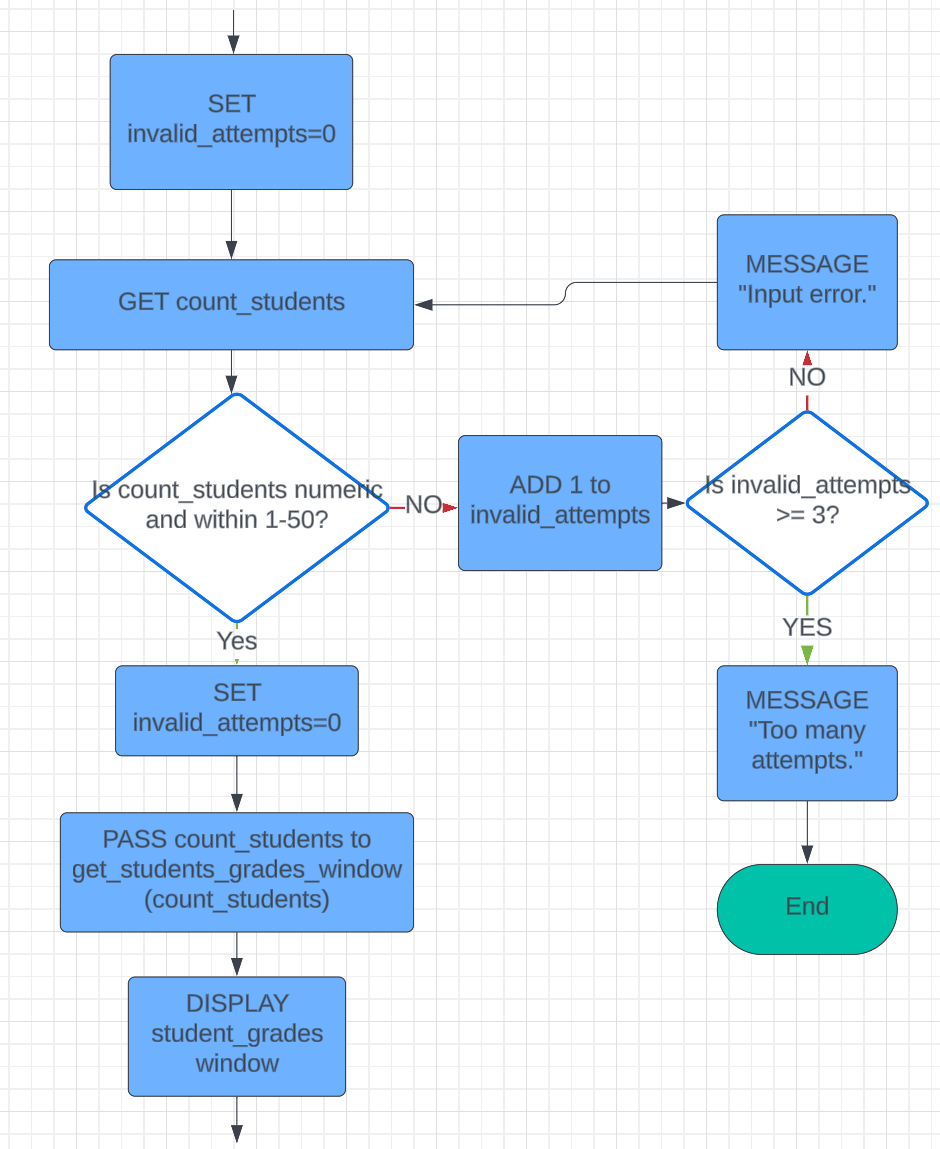 SET
invalid_attempts=0
GET count_students
MESSAGE
"Input error."
NO
Is count_students numeric
and within 1-50?
NO
ADD 1 to
invalid_attempts
Is invalid_attempts
>= 3?
Yes
YES
SET
invalid_attempts=0
MESSAGE
"Too many
attempts."
PASS count_students to
get_students_grades_window
(count_students)
End
DISPLAY
student_grades
window